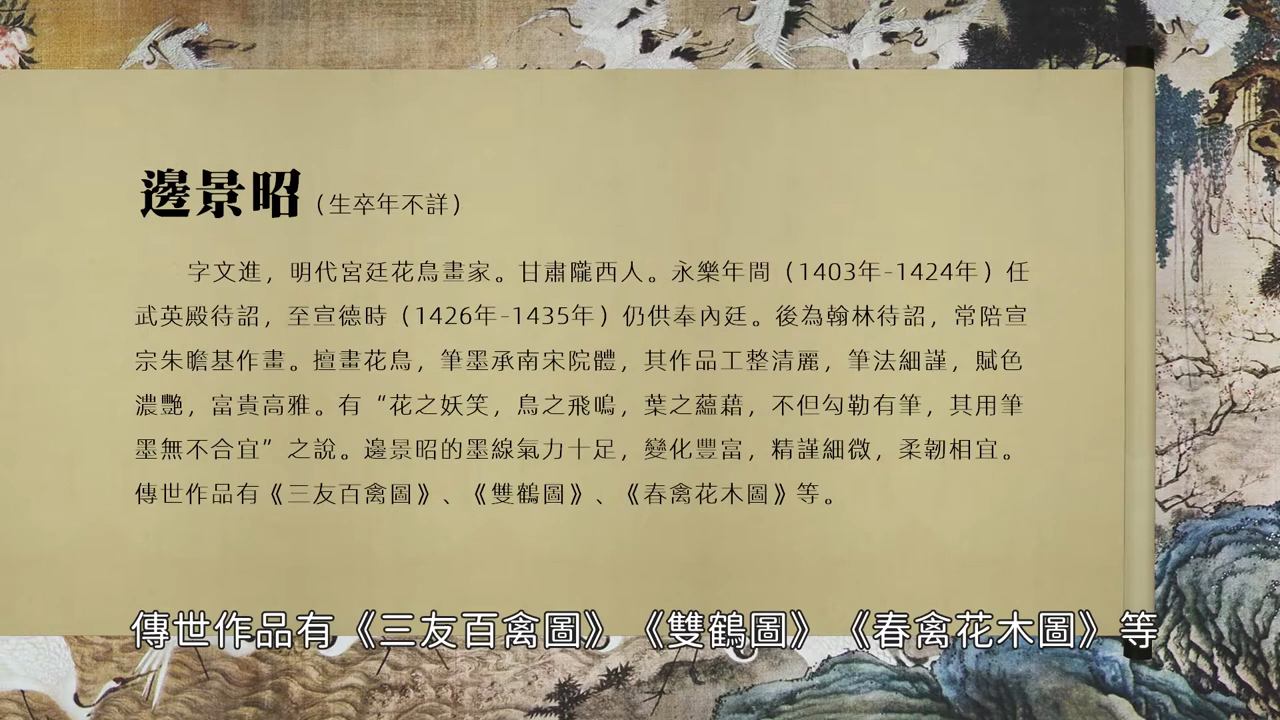 邊景昭（生卒年不詳）
字文進，明代宮廷花鳥畫家。甘肅隴西人。永樂年間（1403年-1424年）任
武英殿待詔，至宣德時（1426年-1435年）仍供奉內廷。後為翰林待詔，常陪宣
宗朱瞻基作畫。擅畫花鳥，筆墨承南宋院體，其作品工整清麗，筆法細謹，賦色
濃艷，富貴高雅。有“花之妖笑，鳥之飛鳴，葉之蘊藉，不但勾勒有筆，其用筆
墨無不合宜”之說。邊景昭的墨線氣力十足，變化豐富，精謹細微，柔韌相宜。
傳世作品有《三友百禽圖》、《雙鶴圖》、《春禽花木圖》等。
傳世作品有《三友百禽圖》《雙鶴圖》《春禽花木圖》等